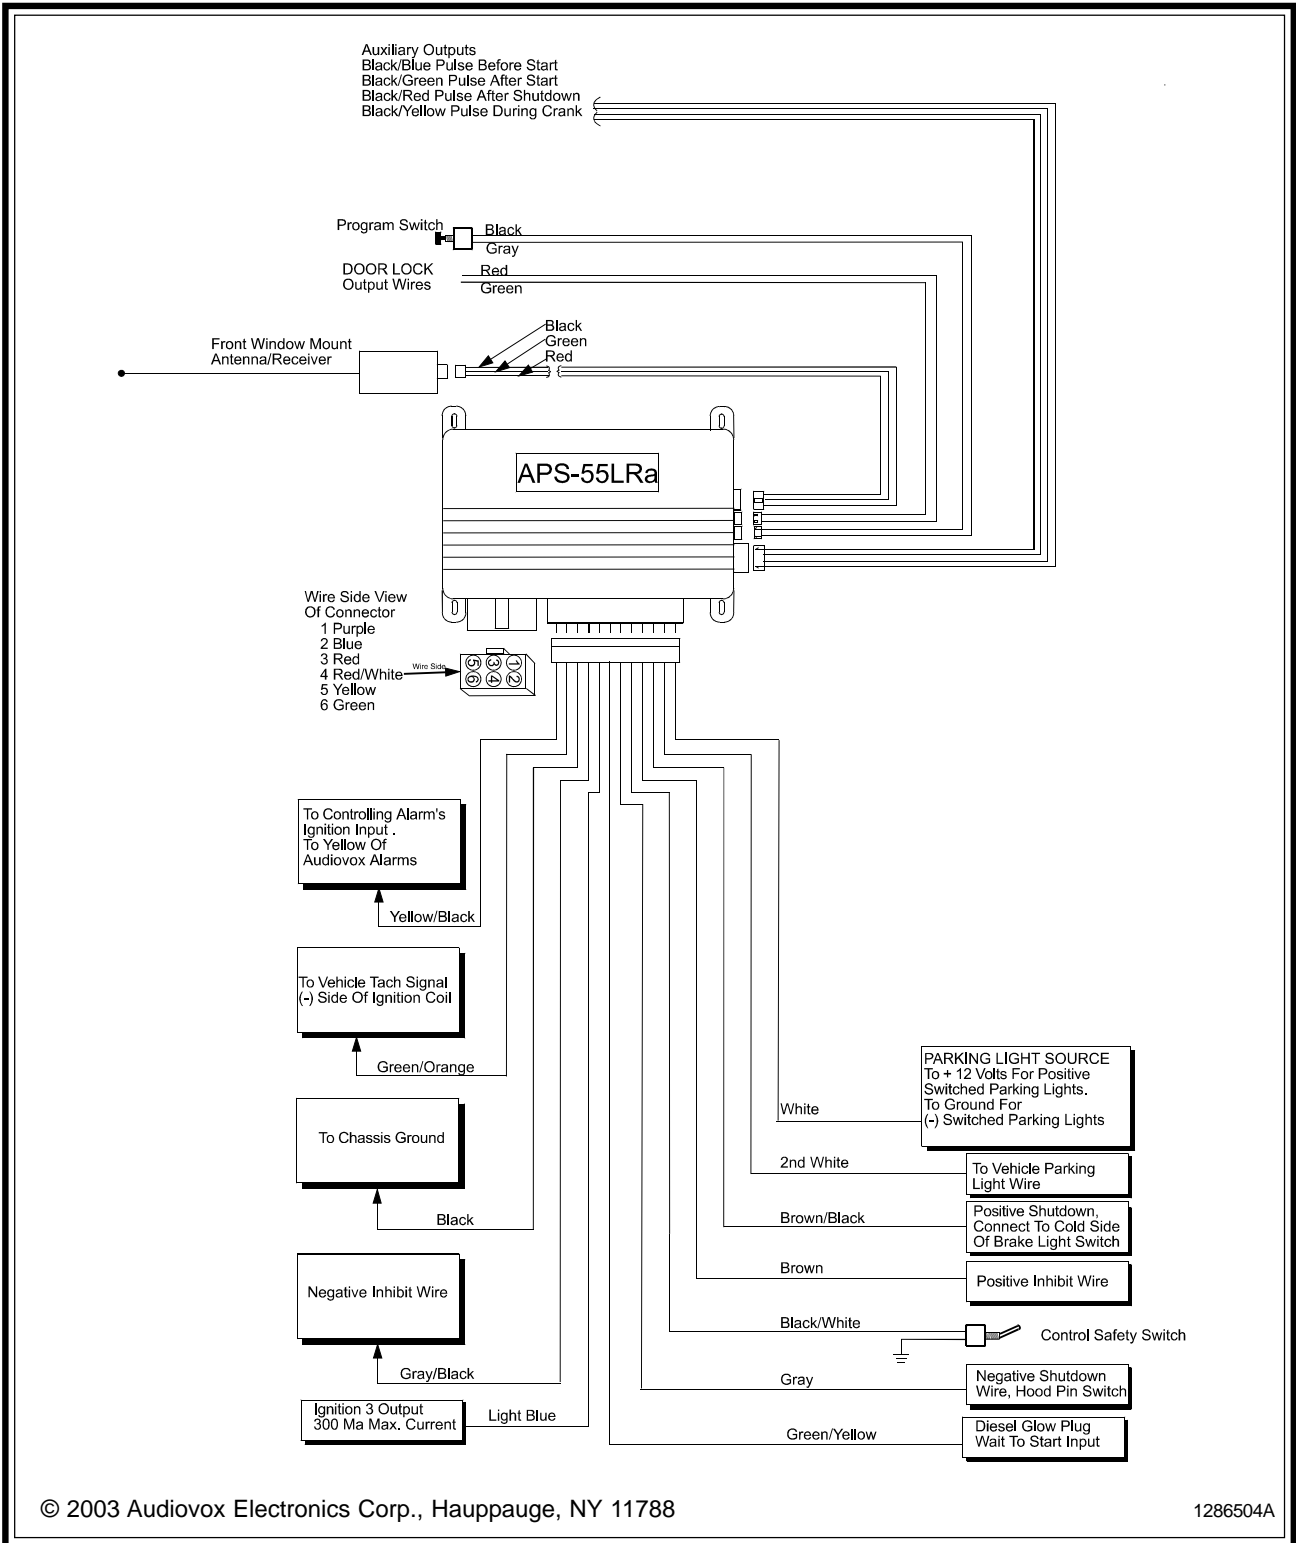 Auxiliary Outputs
Black/Blue Pulse Before Start
Black/Green Pulse After Start
Black/Red Pulse After Shutdown
Black/Yellow Pulse During Crank
Program Switch
Black
Gray
DOOR LOCK
Output Wires
Red
Green
Front Window Mount
Antenna/Receiver
Black
Green
Red
APS-55LRa
Wire Side View
Of Connector
1 Purple
2 Blue
3 Red
4 Red/White
5 Yellow
6 Green
Wire Side
5 3 1
6 4 2
To Controlling Alarm's
Ignition Input .
To Yellow Of
Audiovox Alarms
Yellow/Black
To Vehicle Tach Signal
(-) Side Of Ignition Coil
Green/Orange
To Chassis Ground
Black
Negative Inhibit Wire
Gray/Black
Ignition 3 Output
300 Ma Max. Current
Light Blue
White
PARKING LIGHT SOURCE
To + 12 Volts For Positive
Switched Parking Lights.
To Ground For
(-) Switched Parking Lights
2nd White
To Vehicle Parking
Light Wire
Brown/Black
Positive Shutdown,
Connect To Cold Side
Of Brake Light Switch
Brown
Positive Inhibit Wire
Black/White
Control Safety Switch
Gray
Negative Shutdown
Wire, Hood Pin Switch
Green/Yellow
Diesel Glow Plug
Wait To Start Input
© 2003 Audiovox Electronics Corp., Hauppauge, NY 11788
1286504A